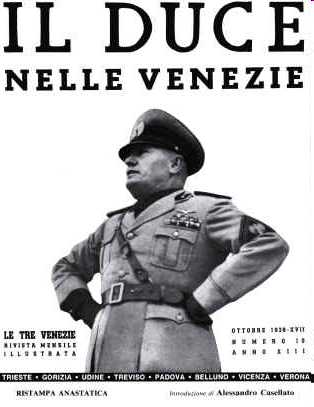 IL DUCE
NELLE VENEZIE
LE TRE VENEZIE
RIVISTA MENSILE
ILLUSTRATA
OTTOBRE 1938-XVII
NUMERO 10
ANNO XIII
TRIESTE • GORIZIA • UDINE • TREVISO • PADOVA • BELLUNO • VICENZA • VERONA
RISTAMPA ANASTATICA
Introduzione di Alessandro Casellato